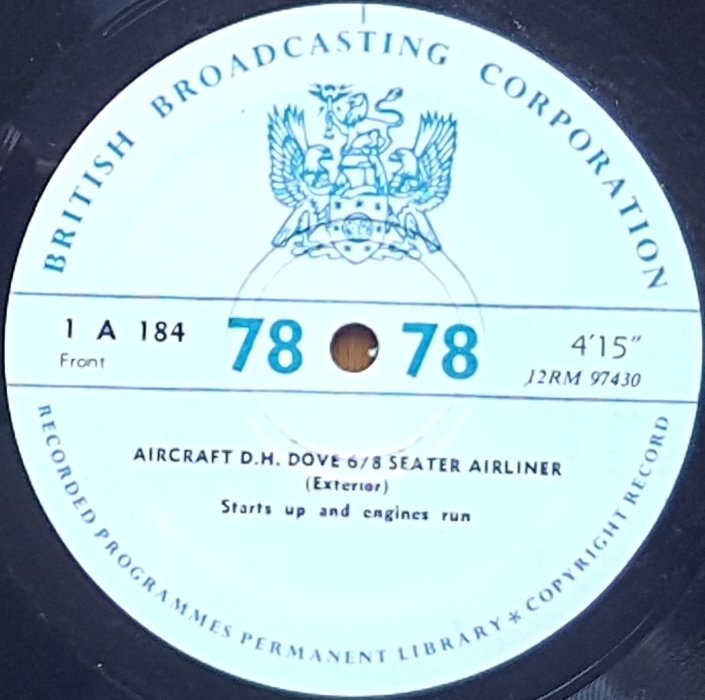 BRITISH BROADCASTING CORPORATION
1 A 184
Front
78 78
4'15"
12RM 97430
AIRCRAFT D.H. DOVE 6/8 SEATER AIRLINER
(Exterior)
Starts up and engines run
RECORDED PROGRAMMES PERMANENT LIBRARY * COPYRIGHT RECORD